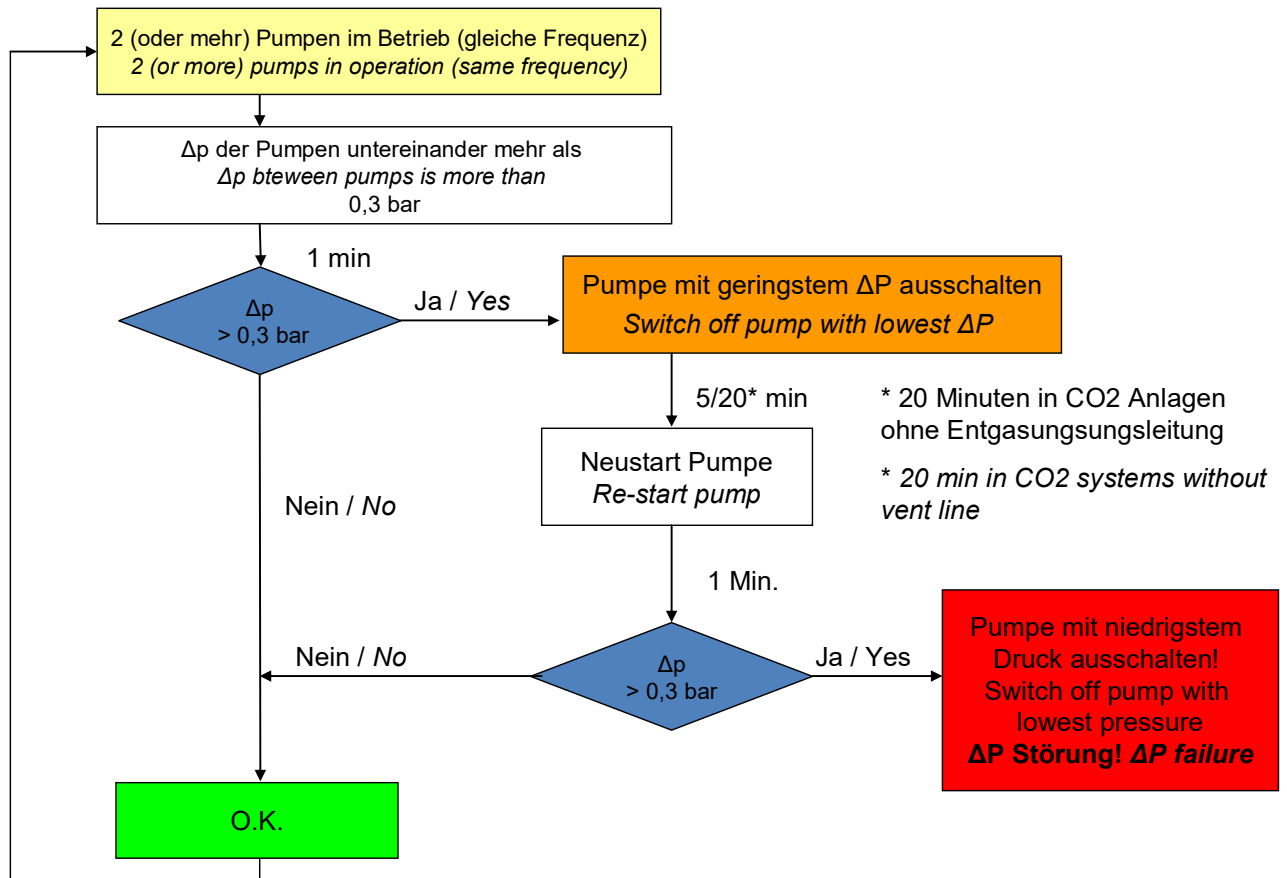 2 (oder mehr) Pumpen im Betrieb (gleiche Frequenz)
2 (or more) pumps in operation (same frequency)
Δp der Pumpen untereinander mehr als
Δp bteween pumps is more than
0,3 bar
1 min
Δp
> 0,3 bar
Ja / Yes
Pumpe mit geringstem ΔP ausschalten
Switch off pump with lowest ΔP
5/20* min
* 20 Minuten in CO2 Anlagen
ohne Entgasungsungsleitung
* 20 min in CO2 systems without
vent line
Neustart Pumpe
Re-start pump
Nein / No
1 Min.
Δp
> 0,3 bar
Nein / No
Ja / Yes
Pumpe mit niedrigstem
Druck ausschalten!
Switch off pump with
lowest pressure
ΔP Störung! ΔP failure
O.K.